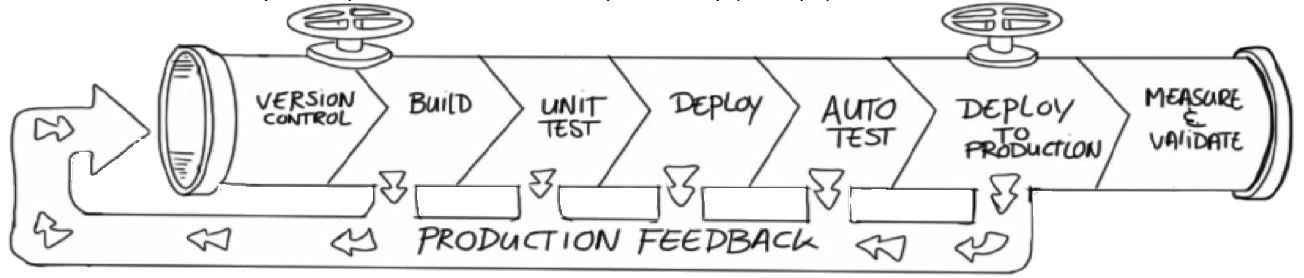 VERSION
CONTROL
BUILD
UNIT
TEST
DEPLOY
AUTO
TEST
DEPLOY
TO
PRODUCTION
MEASURE
&
VALIDATE
PRODUCTION FEEDBACK